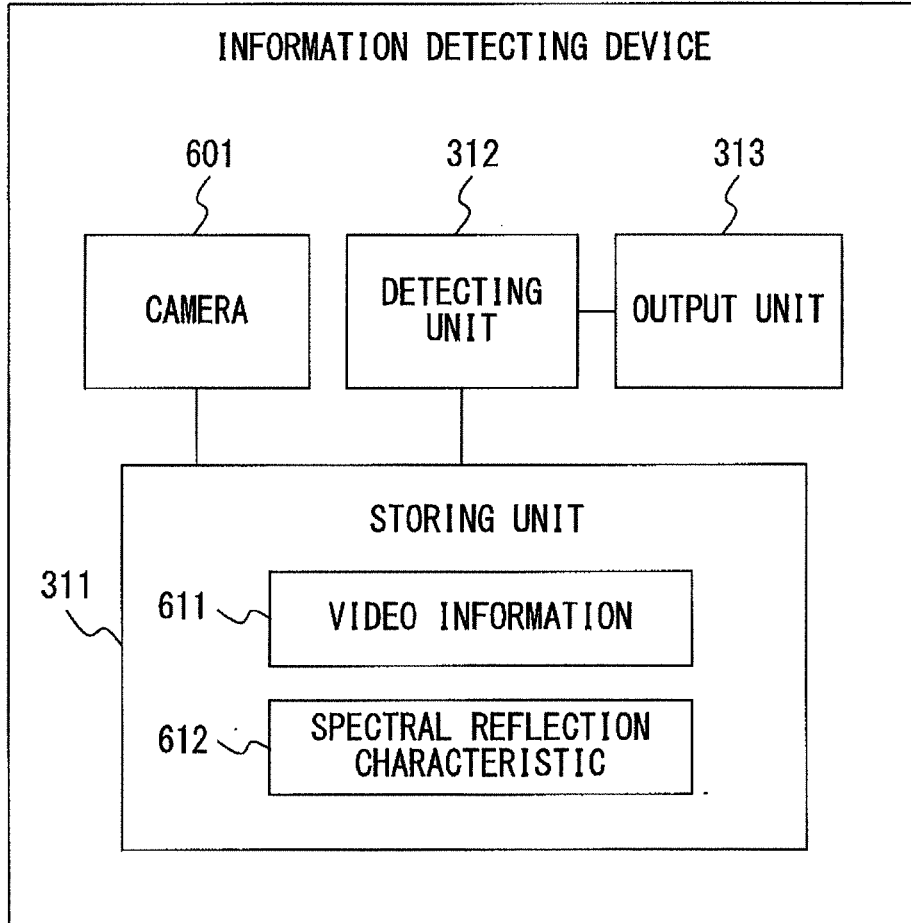 INFORMATION DETECTING DEVICE
601
312
313
CAMERA
DETECTING
UNIT
OUTPUT UNIT
STORING UNIT
311
611
VIDEO INFORMATION
612
SPECTRAL REFLECTION
CHARACTERISTIC